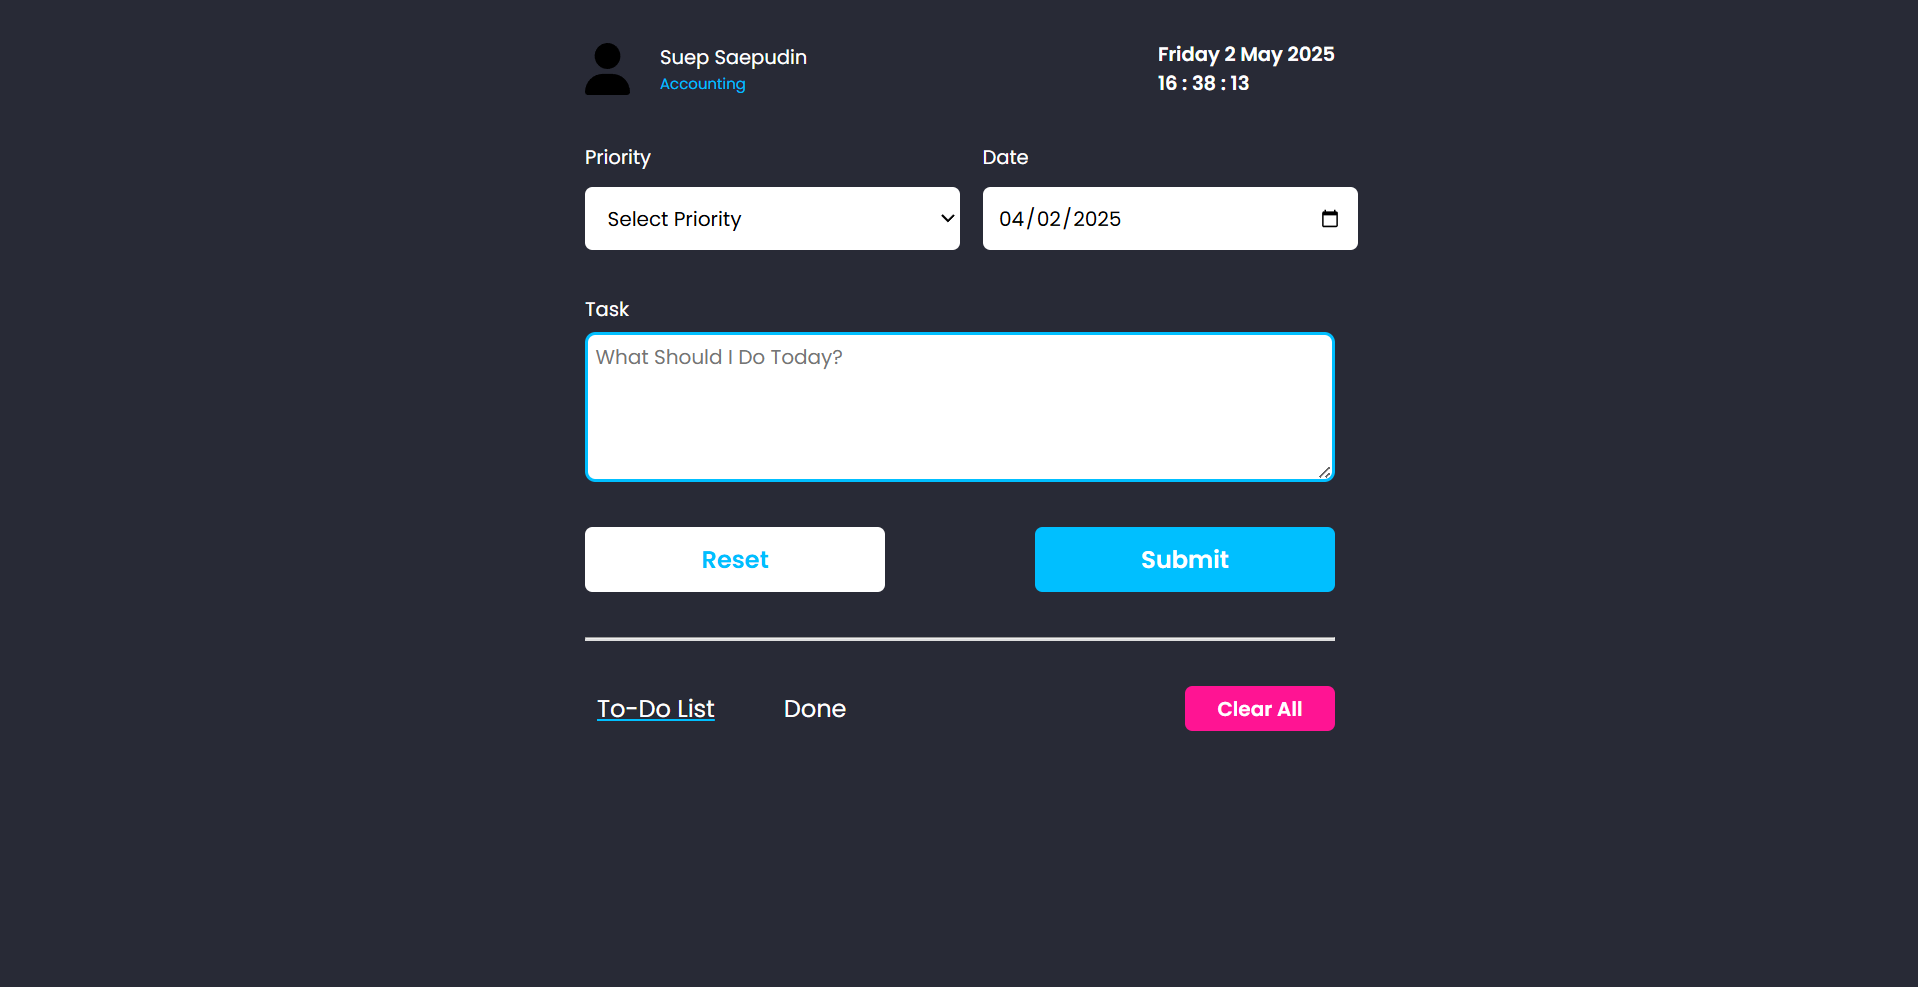 Suep Saepudin
Accounting
Friday 2 May 2025
16 : 38 : 13
Priority
Date
Select Priority
04/02/2025
Task
What Should I Do Today?
Reset
Submit
To-Do List
Done
Clear All